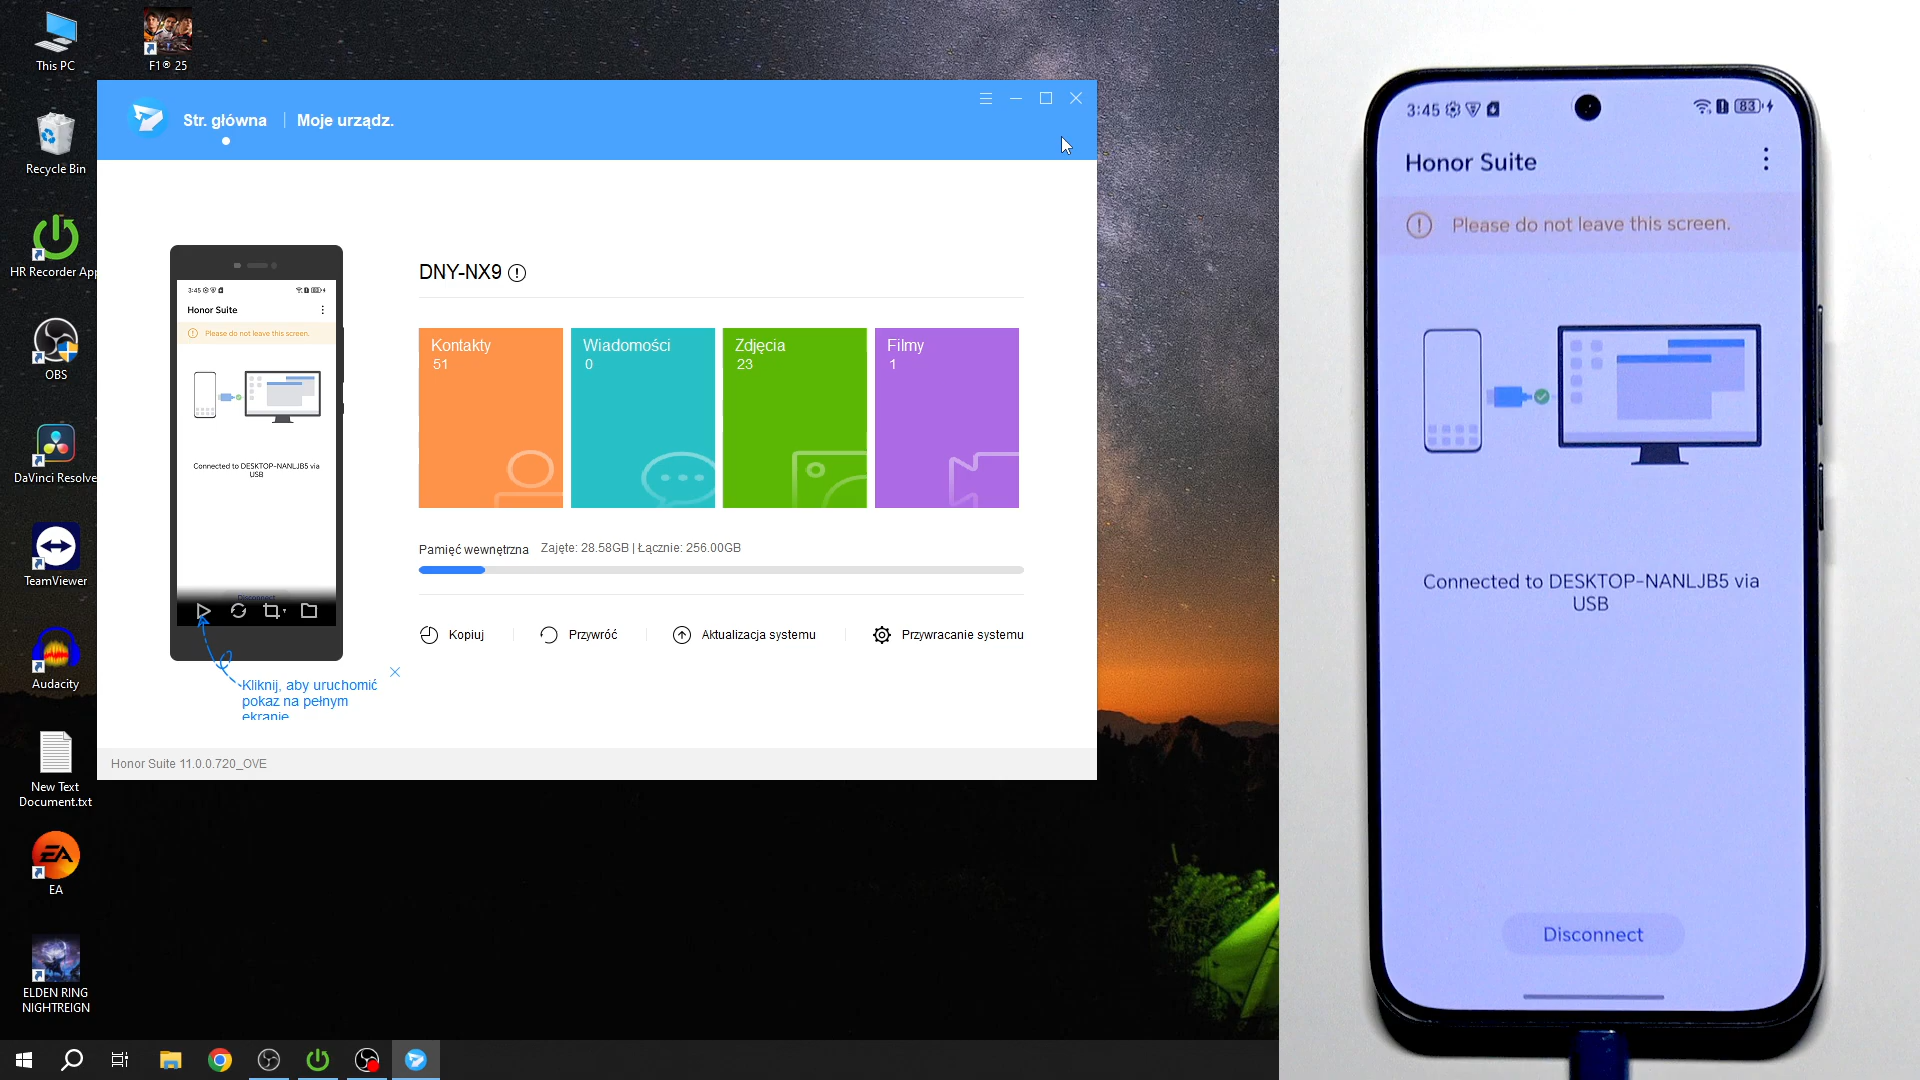 This PC
F1® 25
Recycle Bin
HR Recorder App
OBS
DaVinci Resolve
TeamViewer
Audacity
New Text
Document.txt
EA
EA
ELDEN RING
NIGHTREIGN
Str. główna
Moje urządz.
3:45
Honor Suite
Please do not leave this screen.
Connected to DESKTOP-NANLJB5 via
USB
Disconnect
Kliknij, aby uruchomić
pokaz na pełnym
ekranie
DNY-NX9
Kontakty
51
Wiadomości
0
Zdjęcia
23
Filmy
1
Pamięć wewnętrzna Zajęte: 28.58GB | Łącznie: 256.00GB
Kopiuj
Przywróć
Aktualizacja systemu
Przywracanie systemu
Honor Suite 11.0.0.720_OVE
3:45
83
Honor Suite
Please do not leave this screen.
Connected to DESKTOP-NANLJB5 via
USB
Disconnect